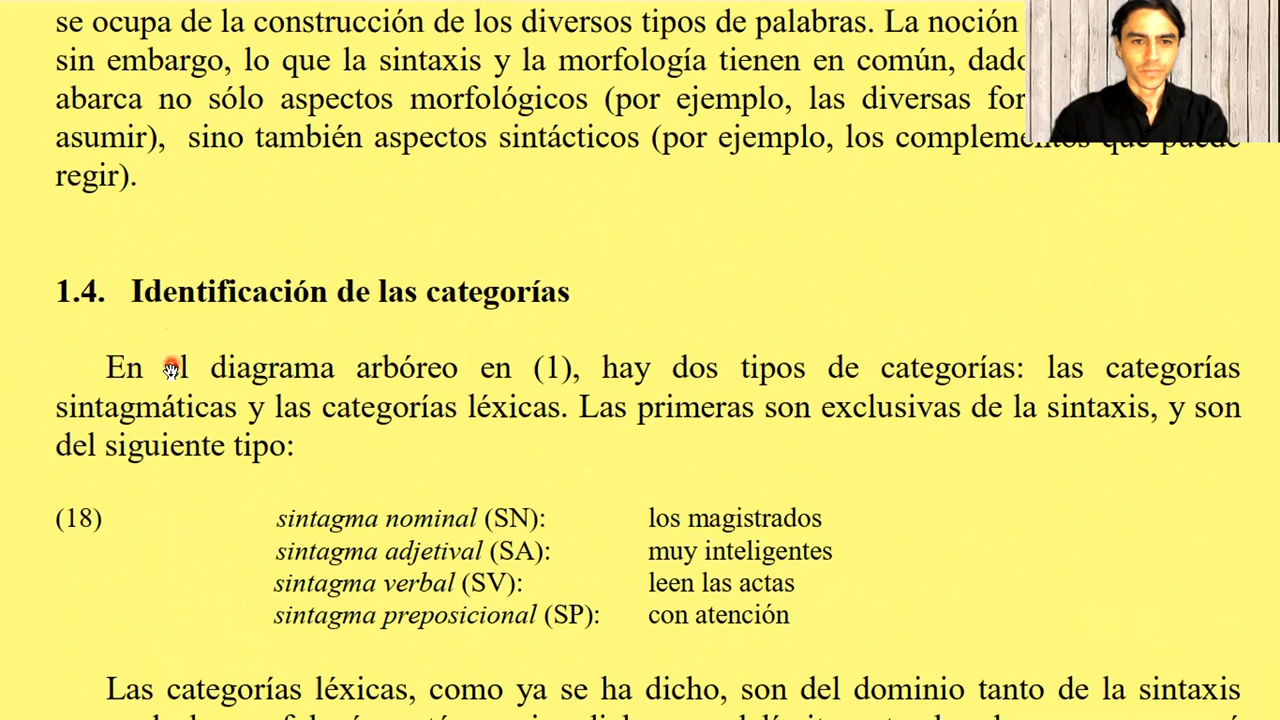 se ocupa de la construcción de los diversos tipos de palabras. La noción
sin embargo, lo que la sintaxis y la morfología tienen en común,
abarca no sólo aspectos morfológicos (por ejemplo, las diversas
asumir), sino también aspectos sintácticos (por ejemplo, los complementos que puede
regir).
1.4. Identificación de las categorías
En el diagrama arbóreo en (1), hay dos tipos de categorías: las categorías
sintagmáticas y las categorías léxicas. Las primeras son exclusivas de la sintaxis, y son
del siguiente tipo:
(18) sintagma nominal (SN): los magistrados
sintagma adjetival (SA): muy inteligentes
sintagma verbal (SV): leen las actas
sintagma preposicional (SP): con atención
Las categorías léxicas, como ya se ha dicho, son del dominio tanto de la sintaxis